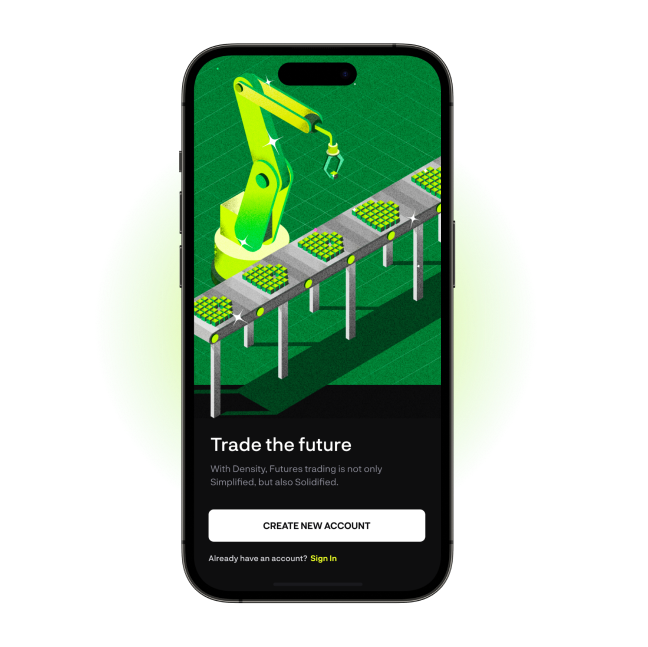 Trade the future
With Density, Futures trading is not only
Simplified, but also Solidified.
CREATE NEW ACCOUNT
Already have an account? Sign In